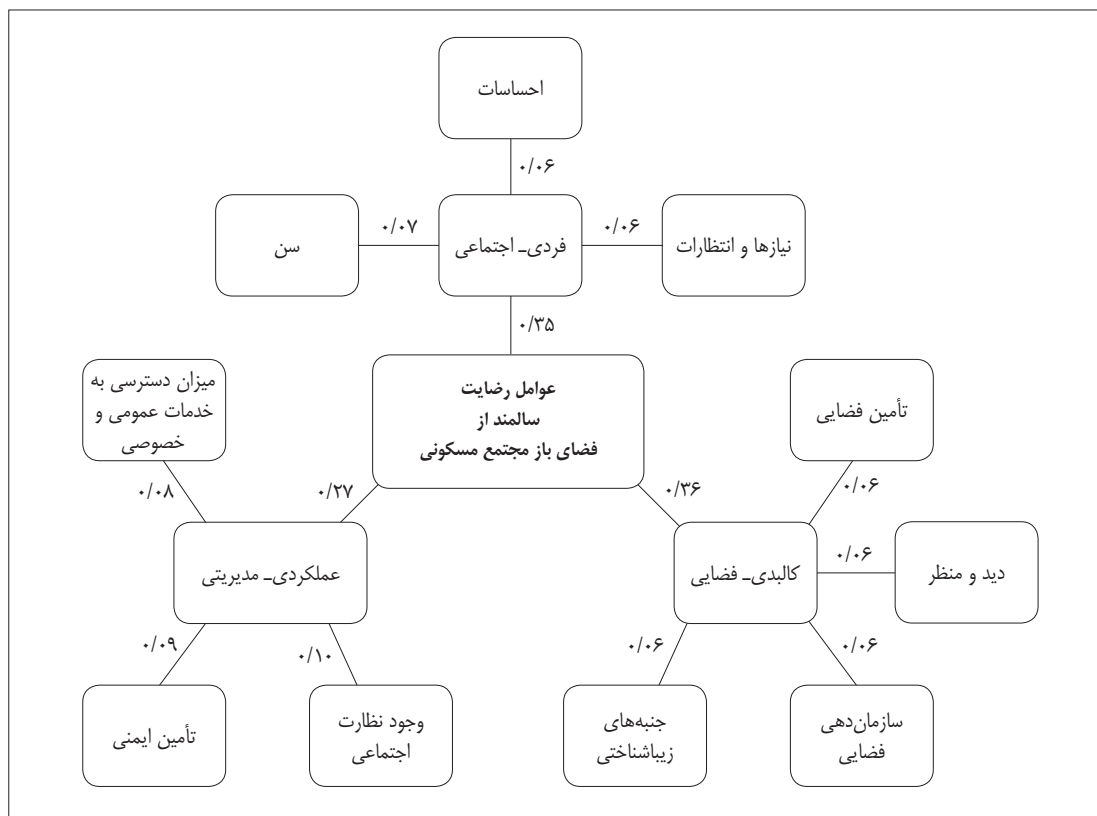 احساسات
۰/۰۶
سن
۰/۰۷
فردی‌ـ اجتماعی
۰/۰۶
نیازها و انتظارات
۰/۳۵
میزان دسترسی به
خدمات عمومی و
خصوصی
عوامل رضایت
سالمند از
فضای باز مجتمع مسکونی
تأمین فضایی
۰/۰۸
۰/۲۷
۰/۳۶
۰/۰۶
عملکردی‌ـ مدیریتی
کالبدی‌ـ فضایی
۰/۰۶
دید و منظر
۰/۰۹
۰/۱۰
۰/۰۶
۰/۰۶
تأمین ایمنی
وجود نظارت
اجتماعی
جنبه‌های
زیباشناختی
سازمان‌دهی
فضایی